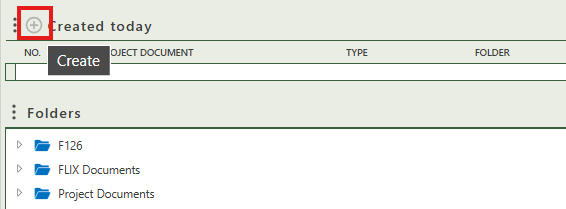 Created today
NO. OJECT DOCUMENT TYPE FOLDER
Create
Folders
F126
FLIX Documents
Project Documents